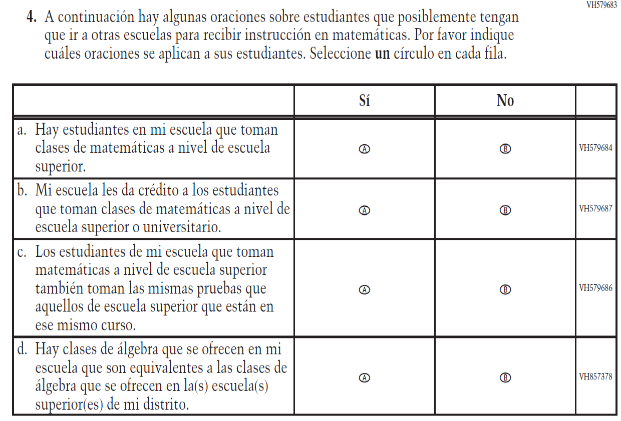 VH579683
4. A continuación hay algunas oraciones sobre estudiantes que posiblemente tengan
que ir a otras escuelas para recibir instrucción en matemáticas. Por favor indique
cuáles oraciones se aplican a sus estudiantes. Seleccione un círculo en cada fila.
Sí No
a. Hay estudiantes en mi escuela que toman
clases de matemáticas a nivel de escuela
superior.
A B VH579684
b. Mi escuela les da crédito a los estudiantes
que toman clases de matemáticas a nivel de
escuela superior o universitario.
A B VH579687
c. Los estudiantes de mi escuela que toman
matemáticas a nivel de escuela superior
también toman las mismas pruebas que
aquellos de escuela superior que están en
ese mismo curso.
A B VH579686
d. Hay clases de álgebra que se ofrecen en mi
escuela que son equivalentes a las clases de
álgebra que se ofrecen en la(s) escuela(s)
superior(es) de mi distrito.
A B VH857378